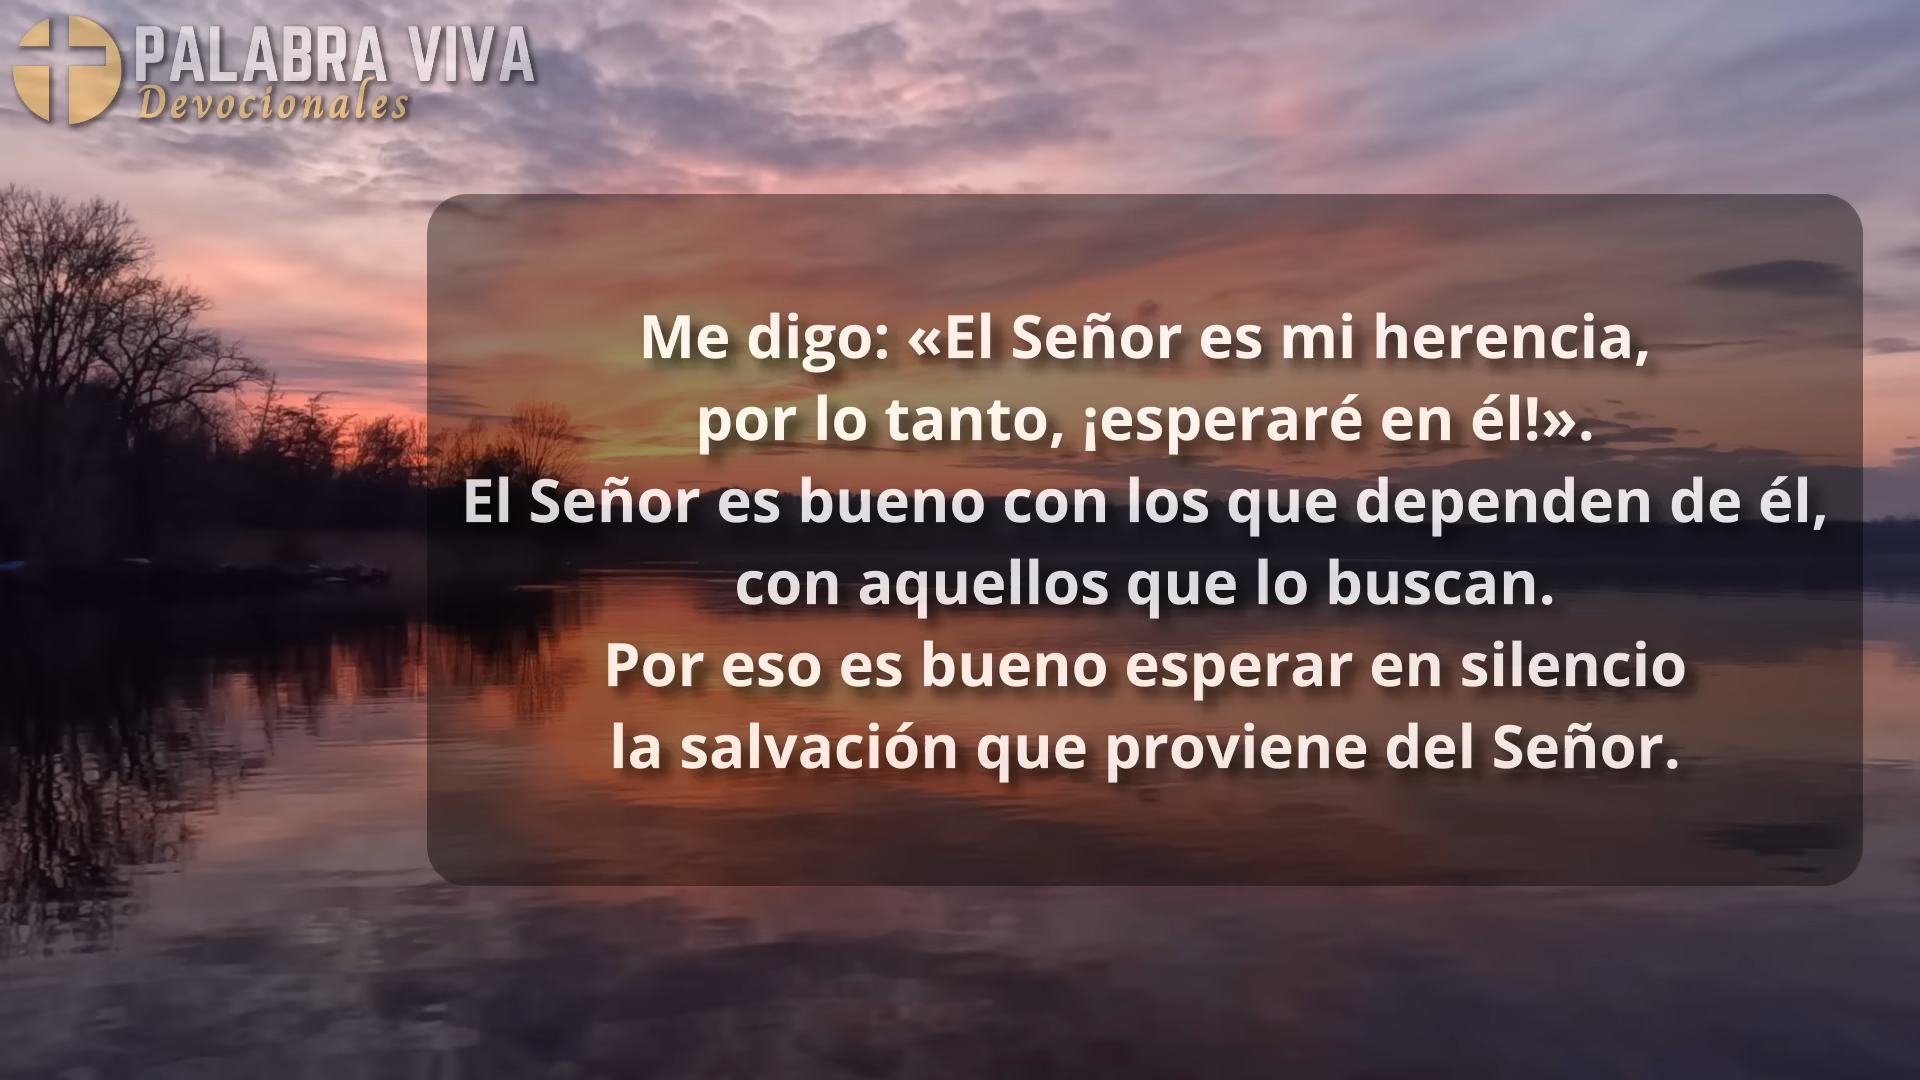 PALABRA VIVA
Devocionales
Me digo: «El Señor es mi herencia,
por lo tanto, ¡esperaré en él!».
El Señor es bueno con los que dependen de él,
con aquellos que lo buscan.
Por eso es bueno esperar en silencio
la salvación que proviene del Señor.